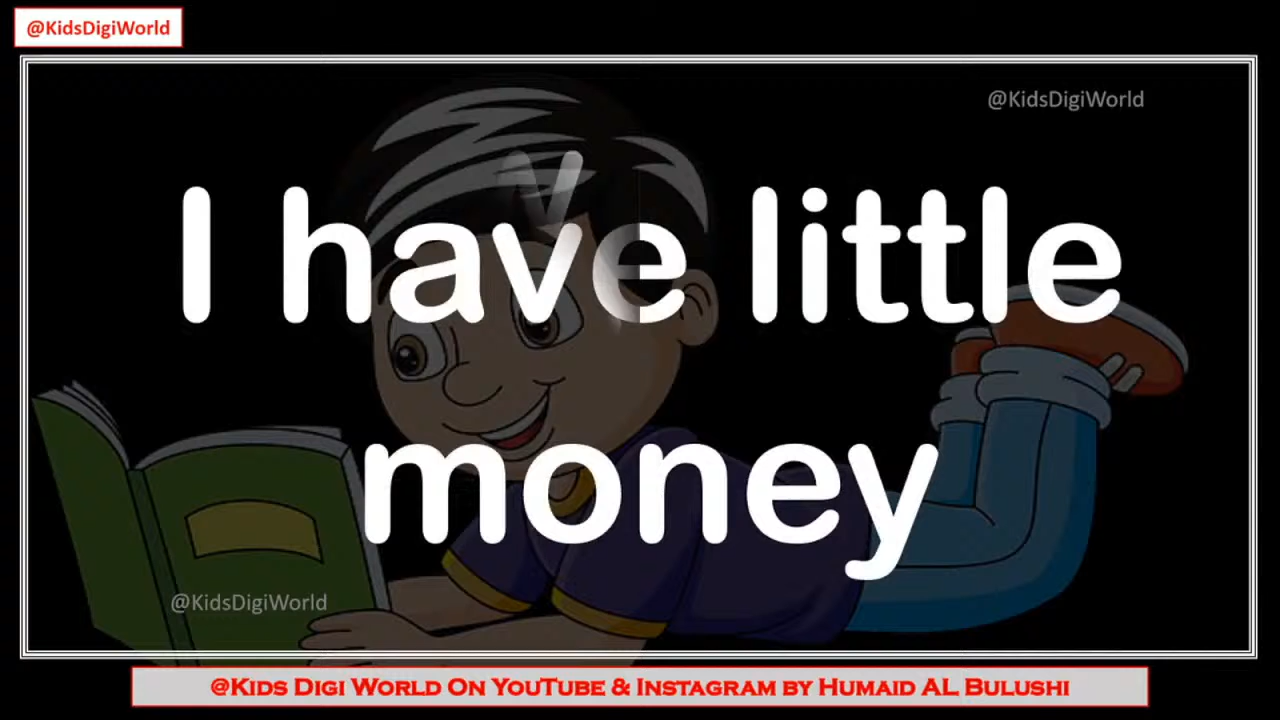 @KidsDigiWorld
@KidsDigiWorld
I have little
money
@KidsDigiWorld
@Kids Digi World On YouTube & Instagram by Humaid AL Bulushi